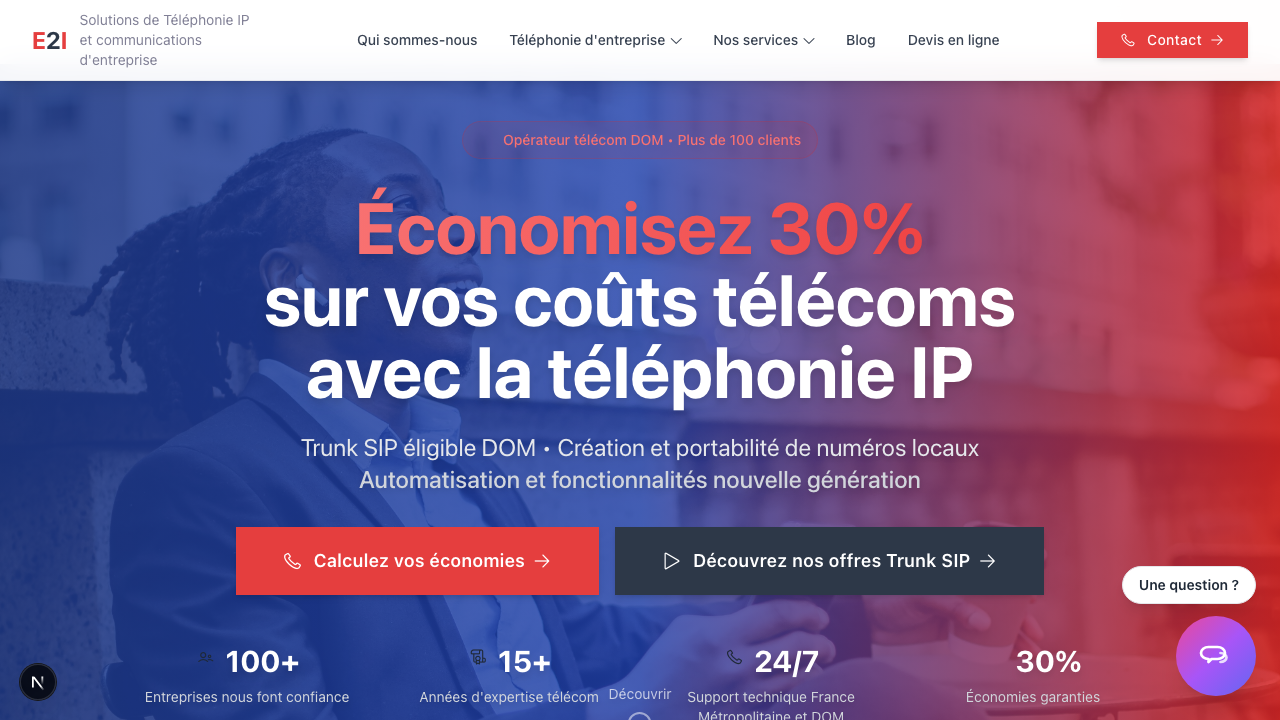 E2I
Solutions de Téléphonie IP
et communications
d'entreprise
Qui sommes-nous
Téléphonie d'entreprise
Nos services
Blog
Devis en ligne
Contact
Opérateur télécom DOM • Plus de 100 clients
Économisez 30%
sur vos coûts télécoms
avec la téléphonie IP
Trunk SIP éligible DOM • Création et portabilité de numéros locaux
Automatisation et fonctionnalités nouvelle génération
Calculez vos économies
Découvrez nos offres Trunk SIP
Une question ?
100+
Entreprises nous font confiance
15+
Années d'expertise télécom
Découvrir
24/7
Support technique France
Métropolitaine et DOM
30%
Économies garanties
N